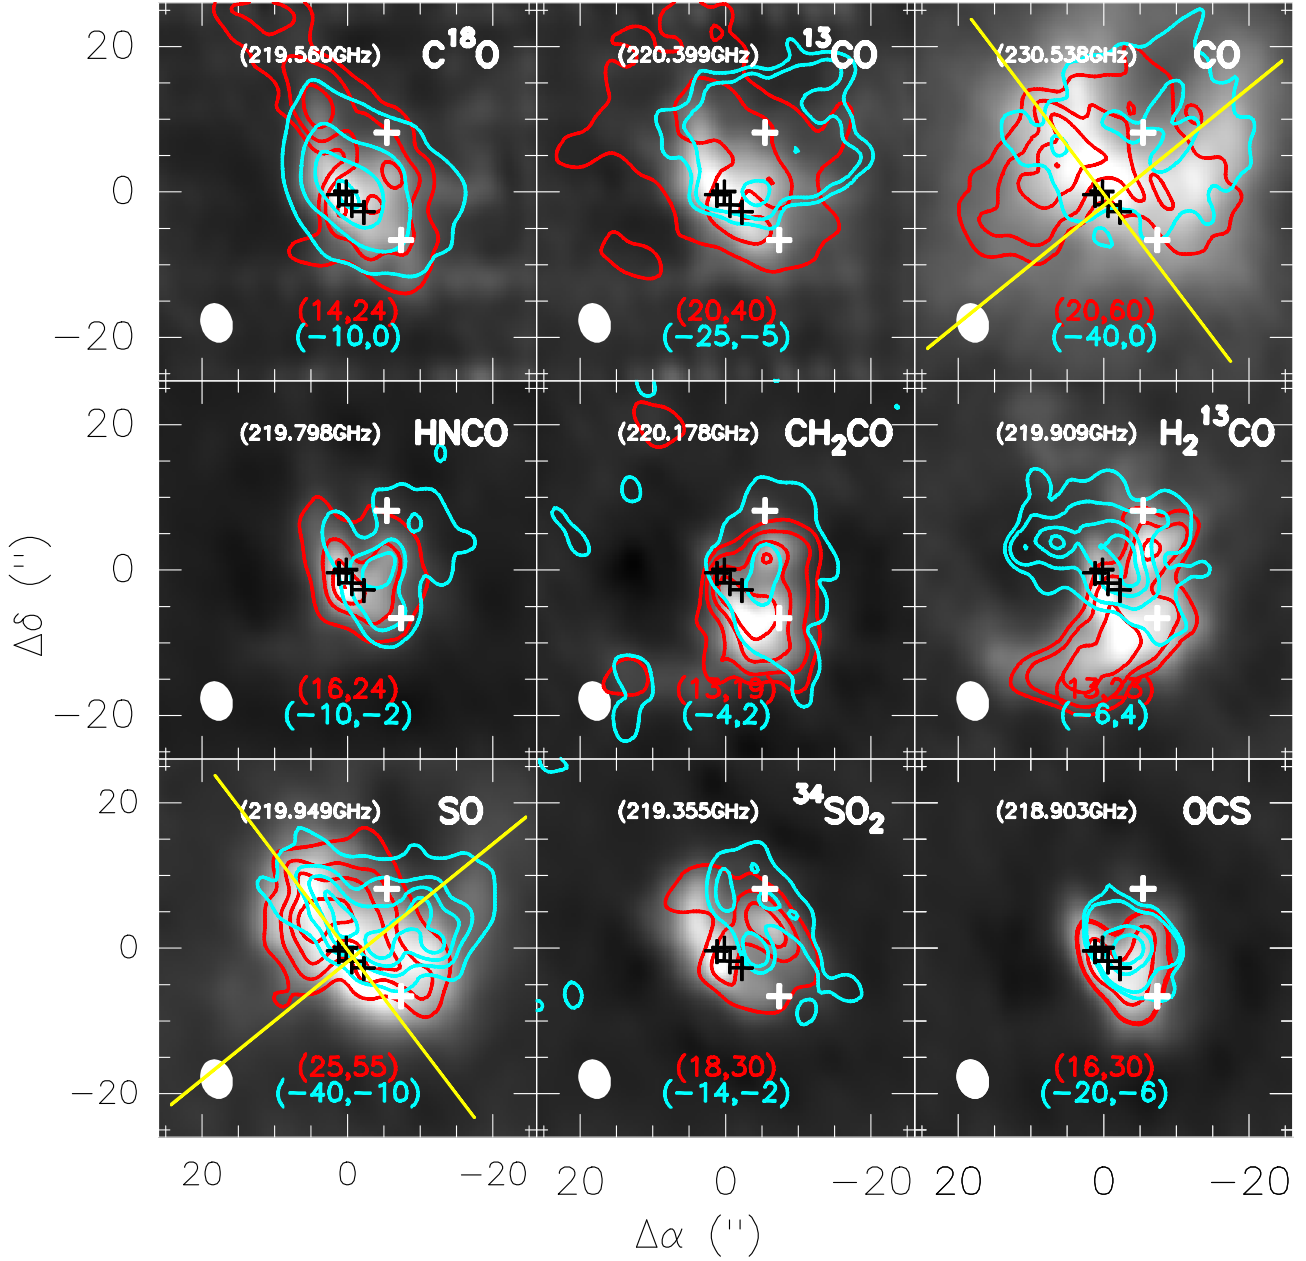 (219.560GHz) C¹⁸O
(14,24)
(−10,0)
(220.399GHz) ¹³CO
(20,40)
(−25,−5)
(230.538GHz) CO
(20,60)
(−40,0)
20
0
−20
(219.798GHz) HNCO
(16,24)
(−10,−2)
(220.178GHz) CH₂CO
(13,19)
(−4,2)
(219.909GHz) H₂¹³CO
(−6,4)
20
0
−20
Δδ ('')
(219.949GHz) SO
(25,55)
(−40,−10)
(219.355GHz) ³⁴SO₂
(18,30)
(−14,−2)
(218.903GHz) OCS
(16,30)
(−20,−6)
20
0
−20
20 0 −20 20 0 −20 20 0 −20
Δα ('')